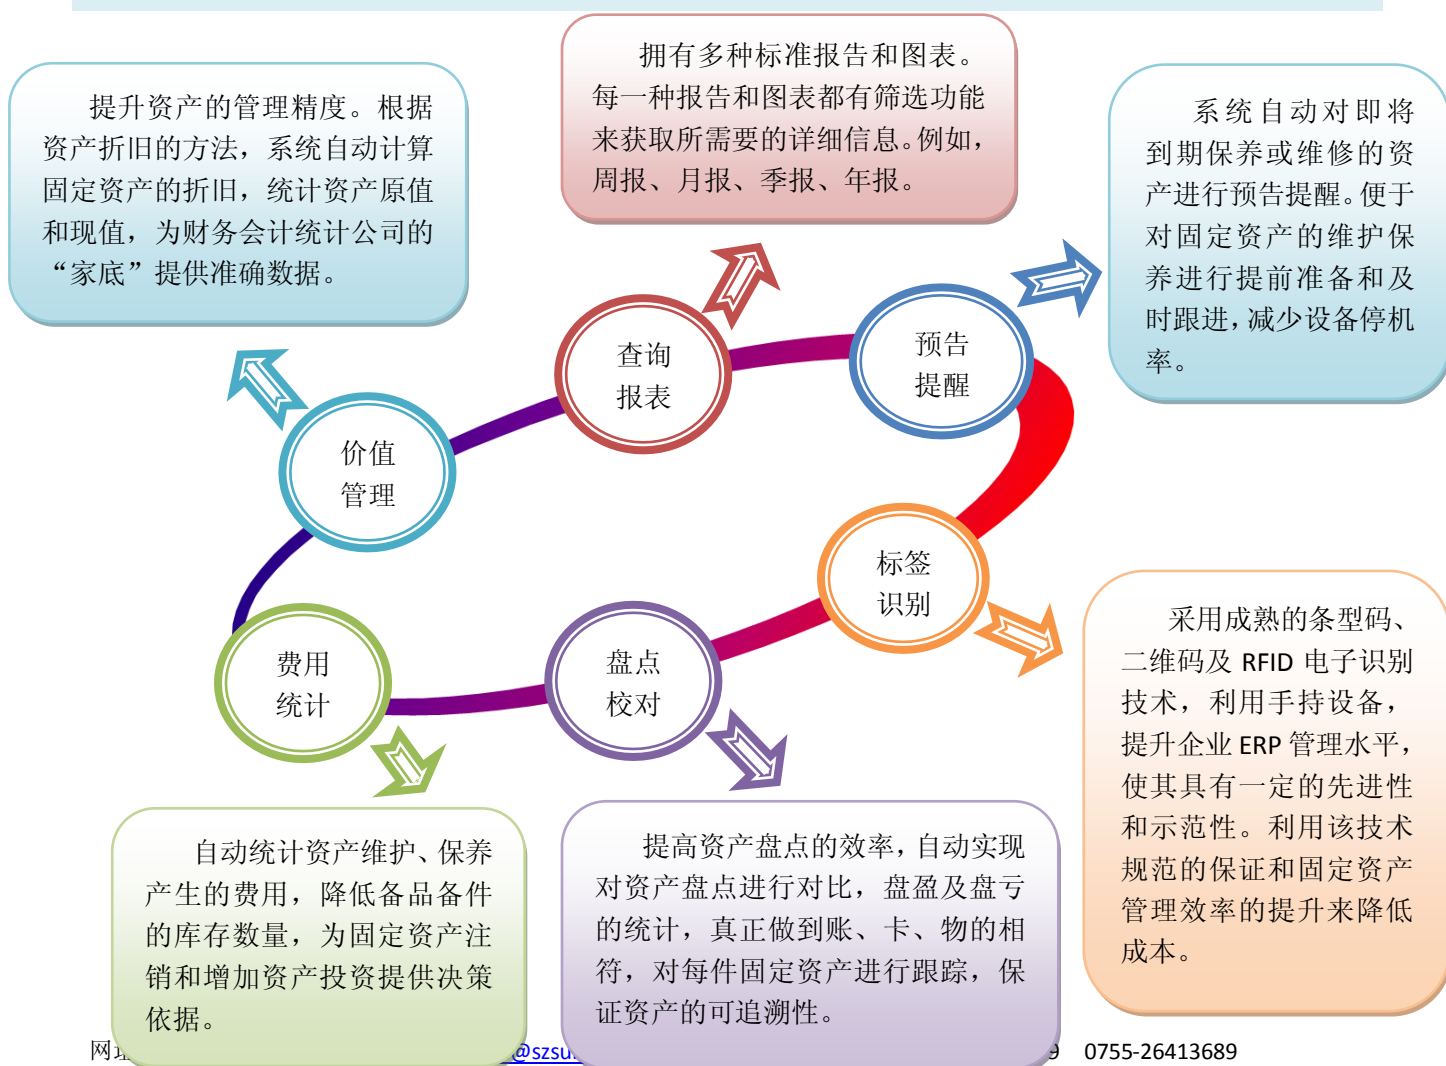 拥有多种标准报告和图表。
每一种报告和图表都有筛选功能
来获取所需要的详细信息。例如，
周报、月报、季报、年报。
提升资产的管理精度。根据
资产折旧的方法，系统自动计算
固定资产的折旧，统计资产原值
和现值，为财务会计统计公司的
“家底”提供准确数据。
系统自动对即将
到期保养或维修的资
产进行预告提醒。便于
对固定资产的维护保
养进行提前准备和及
时跟进，减少设备停机
率。
查询
报表
预告
提醒
价值
管理
标签
识别
费用
统计
盘点
校对
采用成熟的条型码、
二维码及 RFID 电子识别
技术，利用手持设备，
提升企业 ERP 管理水平，
使其具有一定的先进性
和示范性。利用该技术
规范的保证和固定资产
管理效率的提升来降低
成本。
自动统计资产维护、保养
产生的费用，降低备品备件
的库存数量，为固定资产注
销和增加资产投资提供决策
依据。
提高资产盘点的效率，自动实现
对资产盘点进行对比，盘盈及盘亏
的统计，真正做到账、卡、物的相
符，对每件固定资产进行跟踪，保
证资产的可追溯性。
网 @szsu 0755-26413689